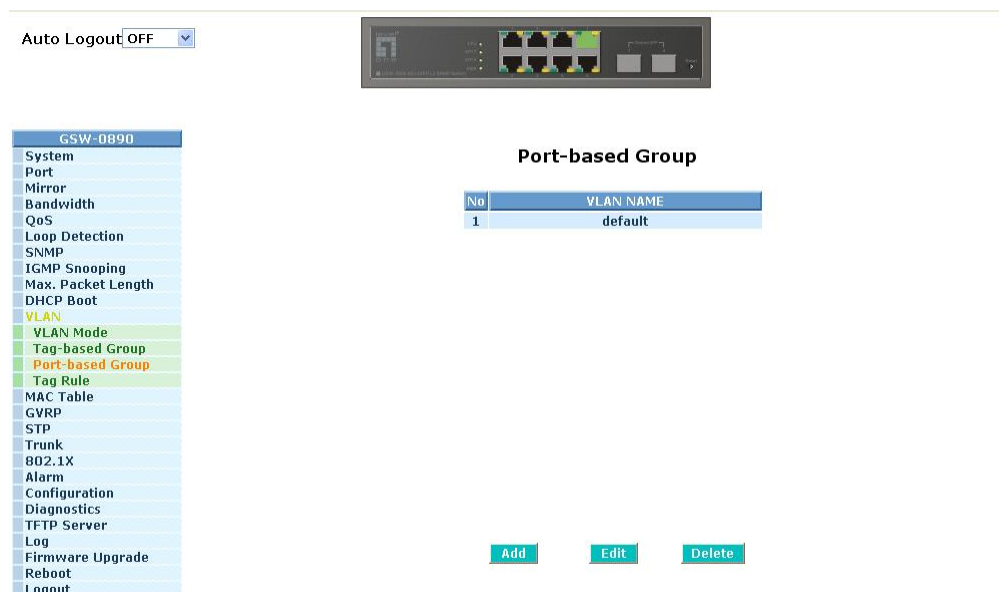 Auto Logout OFF
GSW-0890
System
Port
Mirror
Bandwidth
QoS
Loop Detection
SNMP
IGMP Snooping
Max. Packet Length
DHCP Boot
VLAN
VLAN Mode
Tag-based Group
Port-based Group
Tag Rule
MAC Table
GVRP
STP
Trunk
802.1X
Alarm
Configuration
Diagnostics
TFTP Server
Log
Firmware Upgrade
Reboot
Logout
Port-based Group
No VLAN NAME
1 default
Add Edit Delete